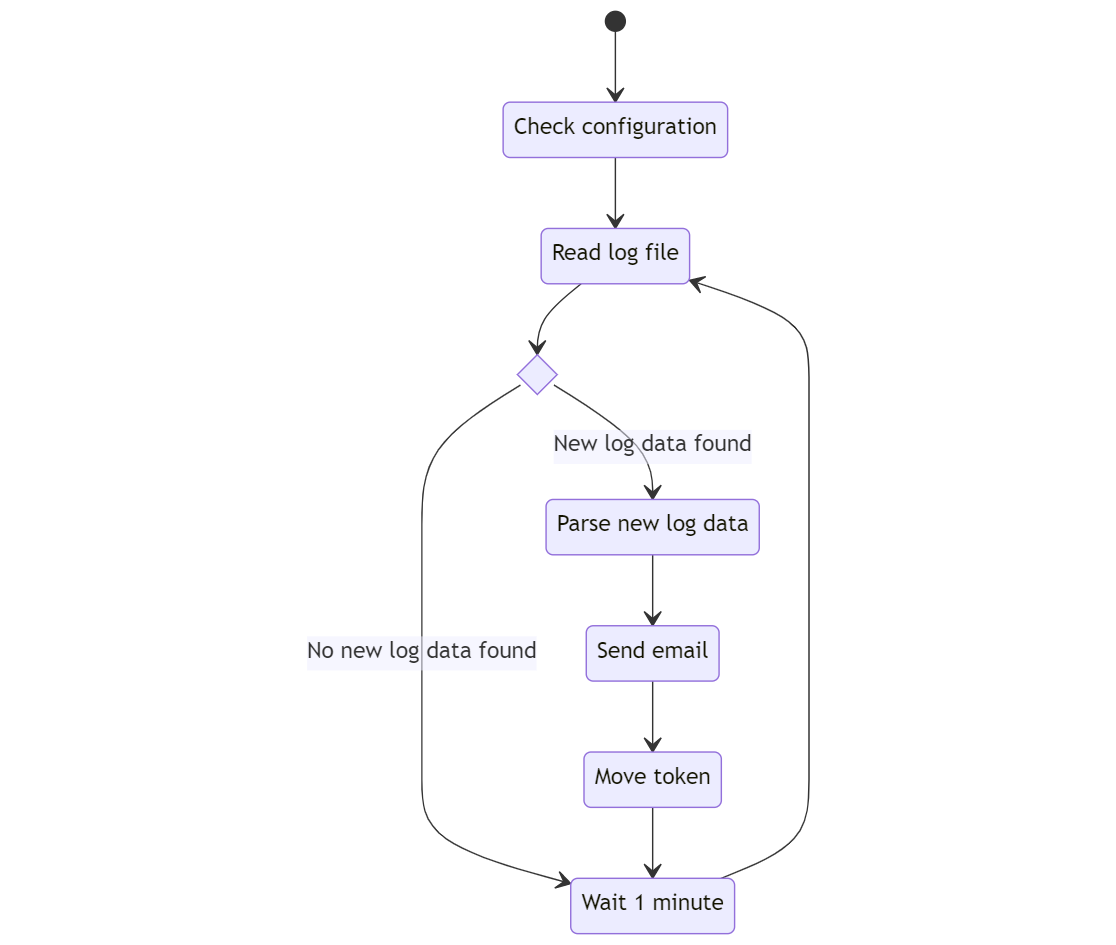 Check configuration
Read log file
New log data found
Parse new log data
Send email
No new log data found
Move token
Wait 1 minute